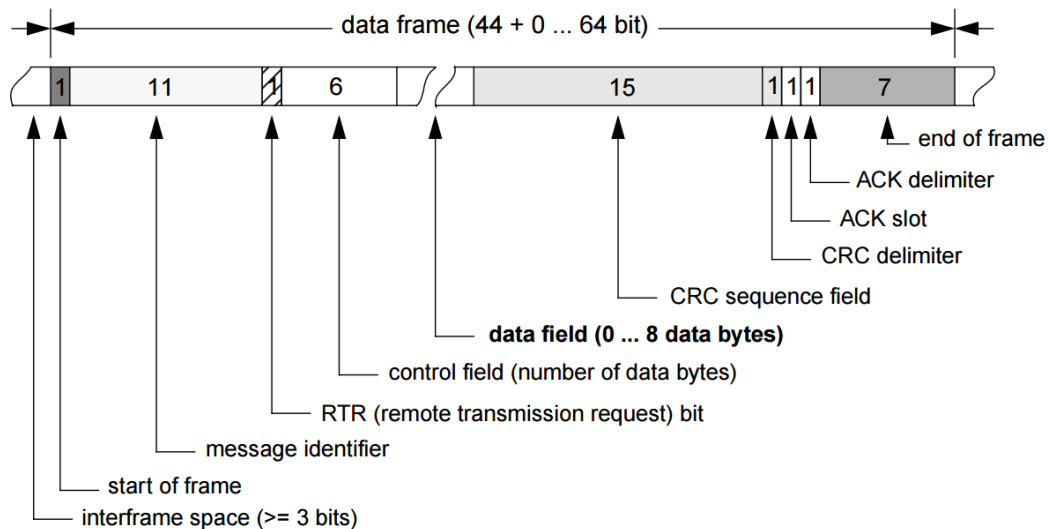 data frame (44 + 0 ... 64 bit)
1 11 1 6 15 1 1 1 7
end of frame
ACK delimiter
ACK slot
CRC delimiter
CRC sequence field
data field (0 ... 8 data bytes)
control field (number of data bytes)
RTR (remote transmission request) bit
message identifier
start of frame
interframe space (>= 3 bits)